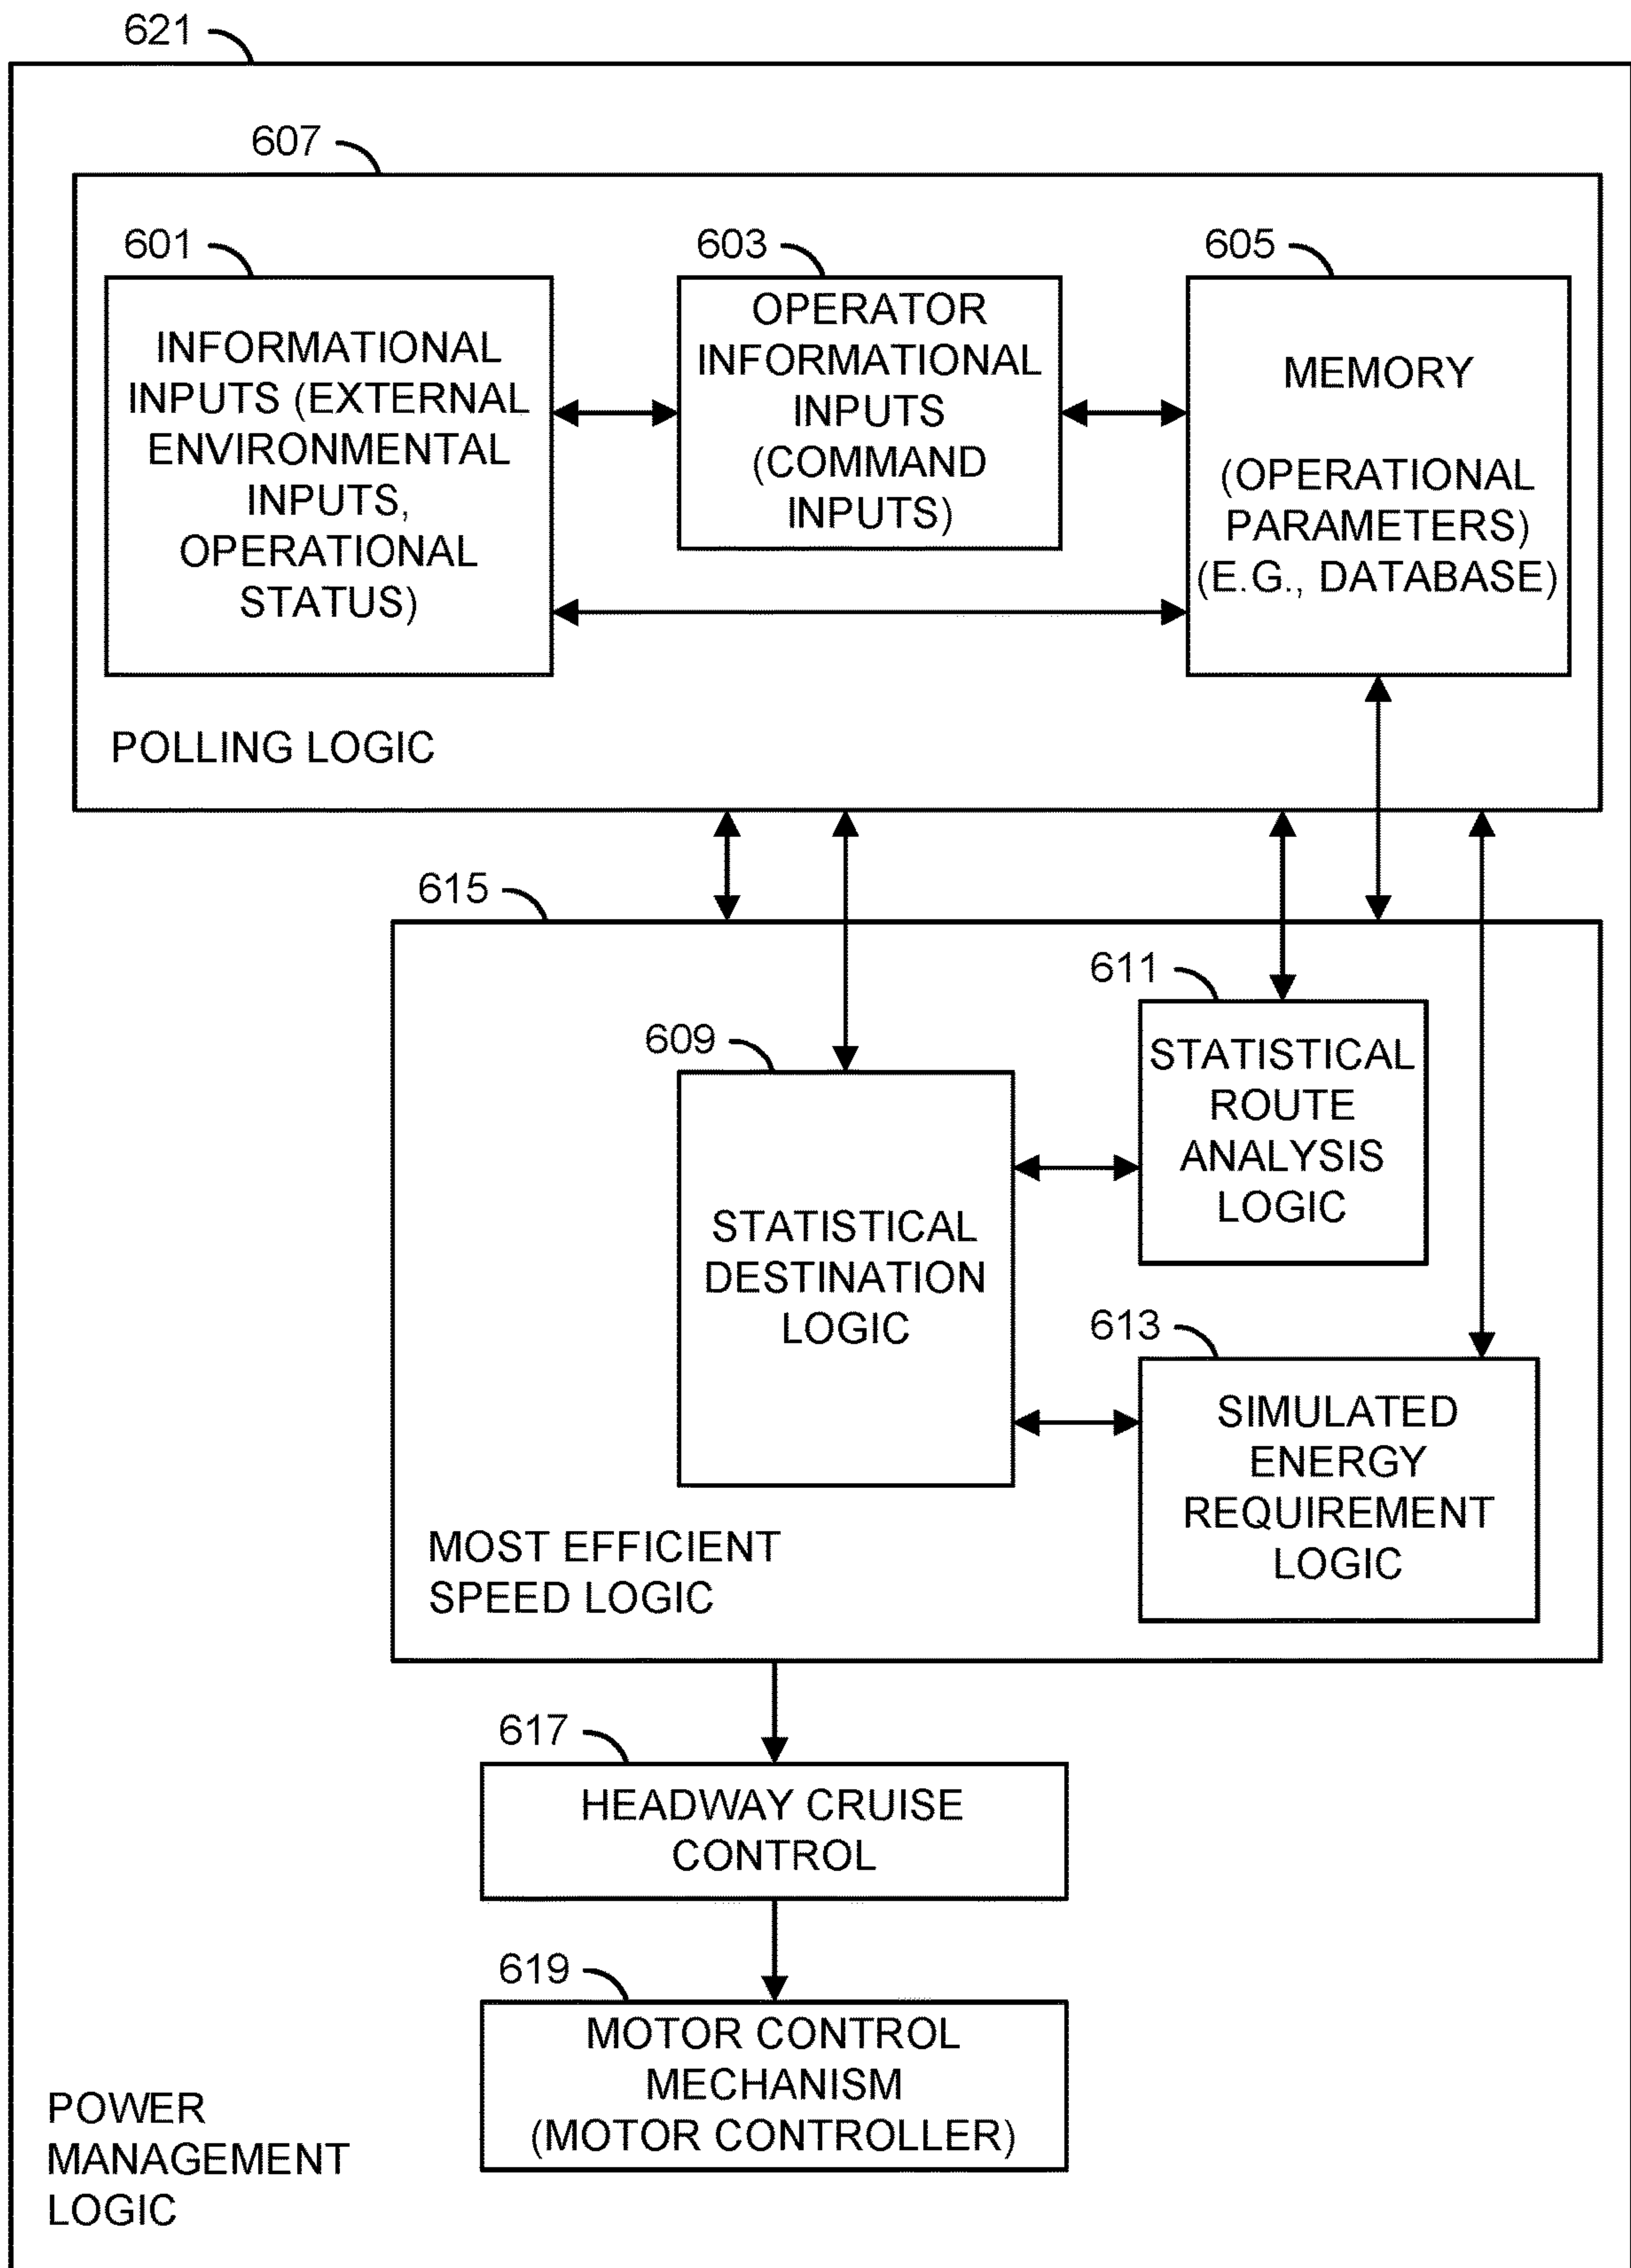 621
607
601
603
605
INFORMATIONAL
INPUTS (EXTERNAL
ENVIRONMENTAL
INPUTS,
OPERATIONAL
STATUS)
OPERATOR
INFORMATIONAL
INPUTS
(COMMAND
INPUTS)
MEMORY
(OPERATIONAL
PARAMETERS)
(E.G., DATABASE)
POLLING LOGIC
615
611
609
STATISTICAL
ROUTE
ANALYSIS
LOGIC
STATISTICAL
DESTINATION
LOGIC
613
SIMULATED
ENERGY
REQUIREMENT
LOGIC
MOST EFFICIENT
SPEED LOGIC
617
HEADWAY CRUISE
CONTROL
619
MOTOR CONTROL
MECHANISM
(MOTOR CONTROLLER)
POWER
MANAGEMENT
LOGIC